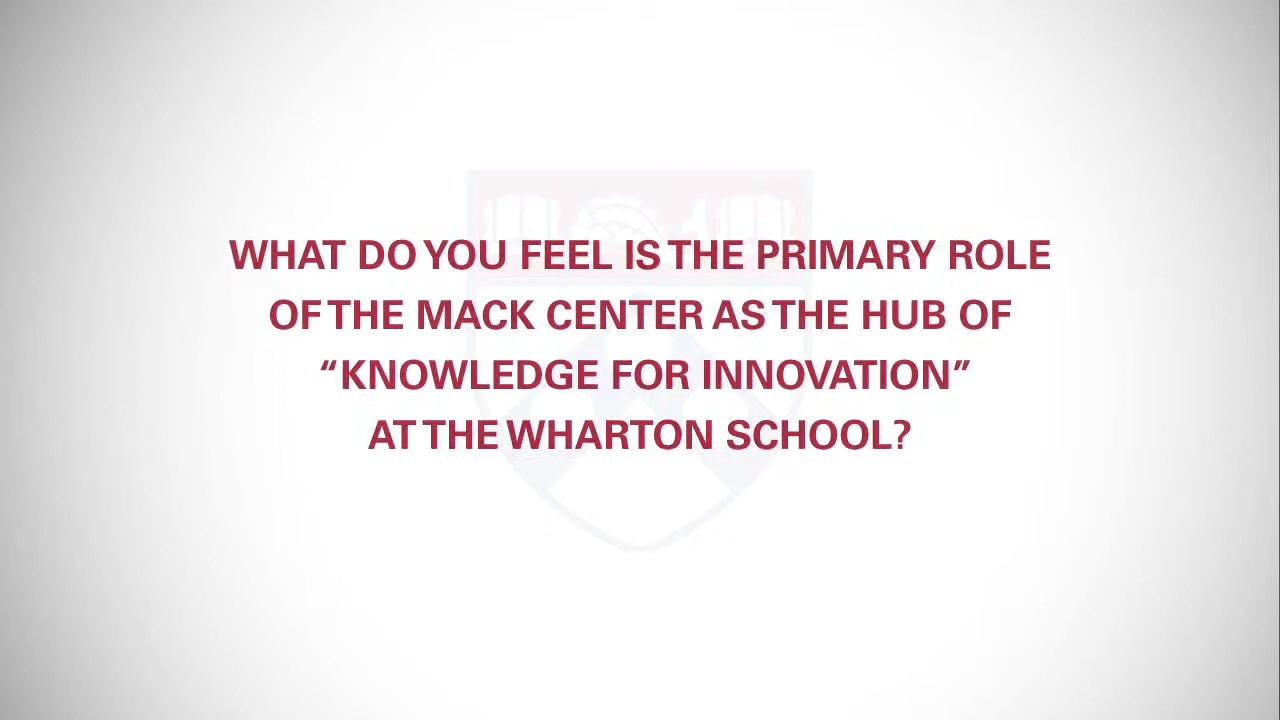 WHAT DO YOU FEEL IS THE PRIMARY ROLE
OF THE MACK CENTER AS THE HUB OF
“KNOWLEDGE FOR INNOVATION”
AT THE WHARTON SCHOOL?